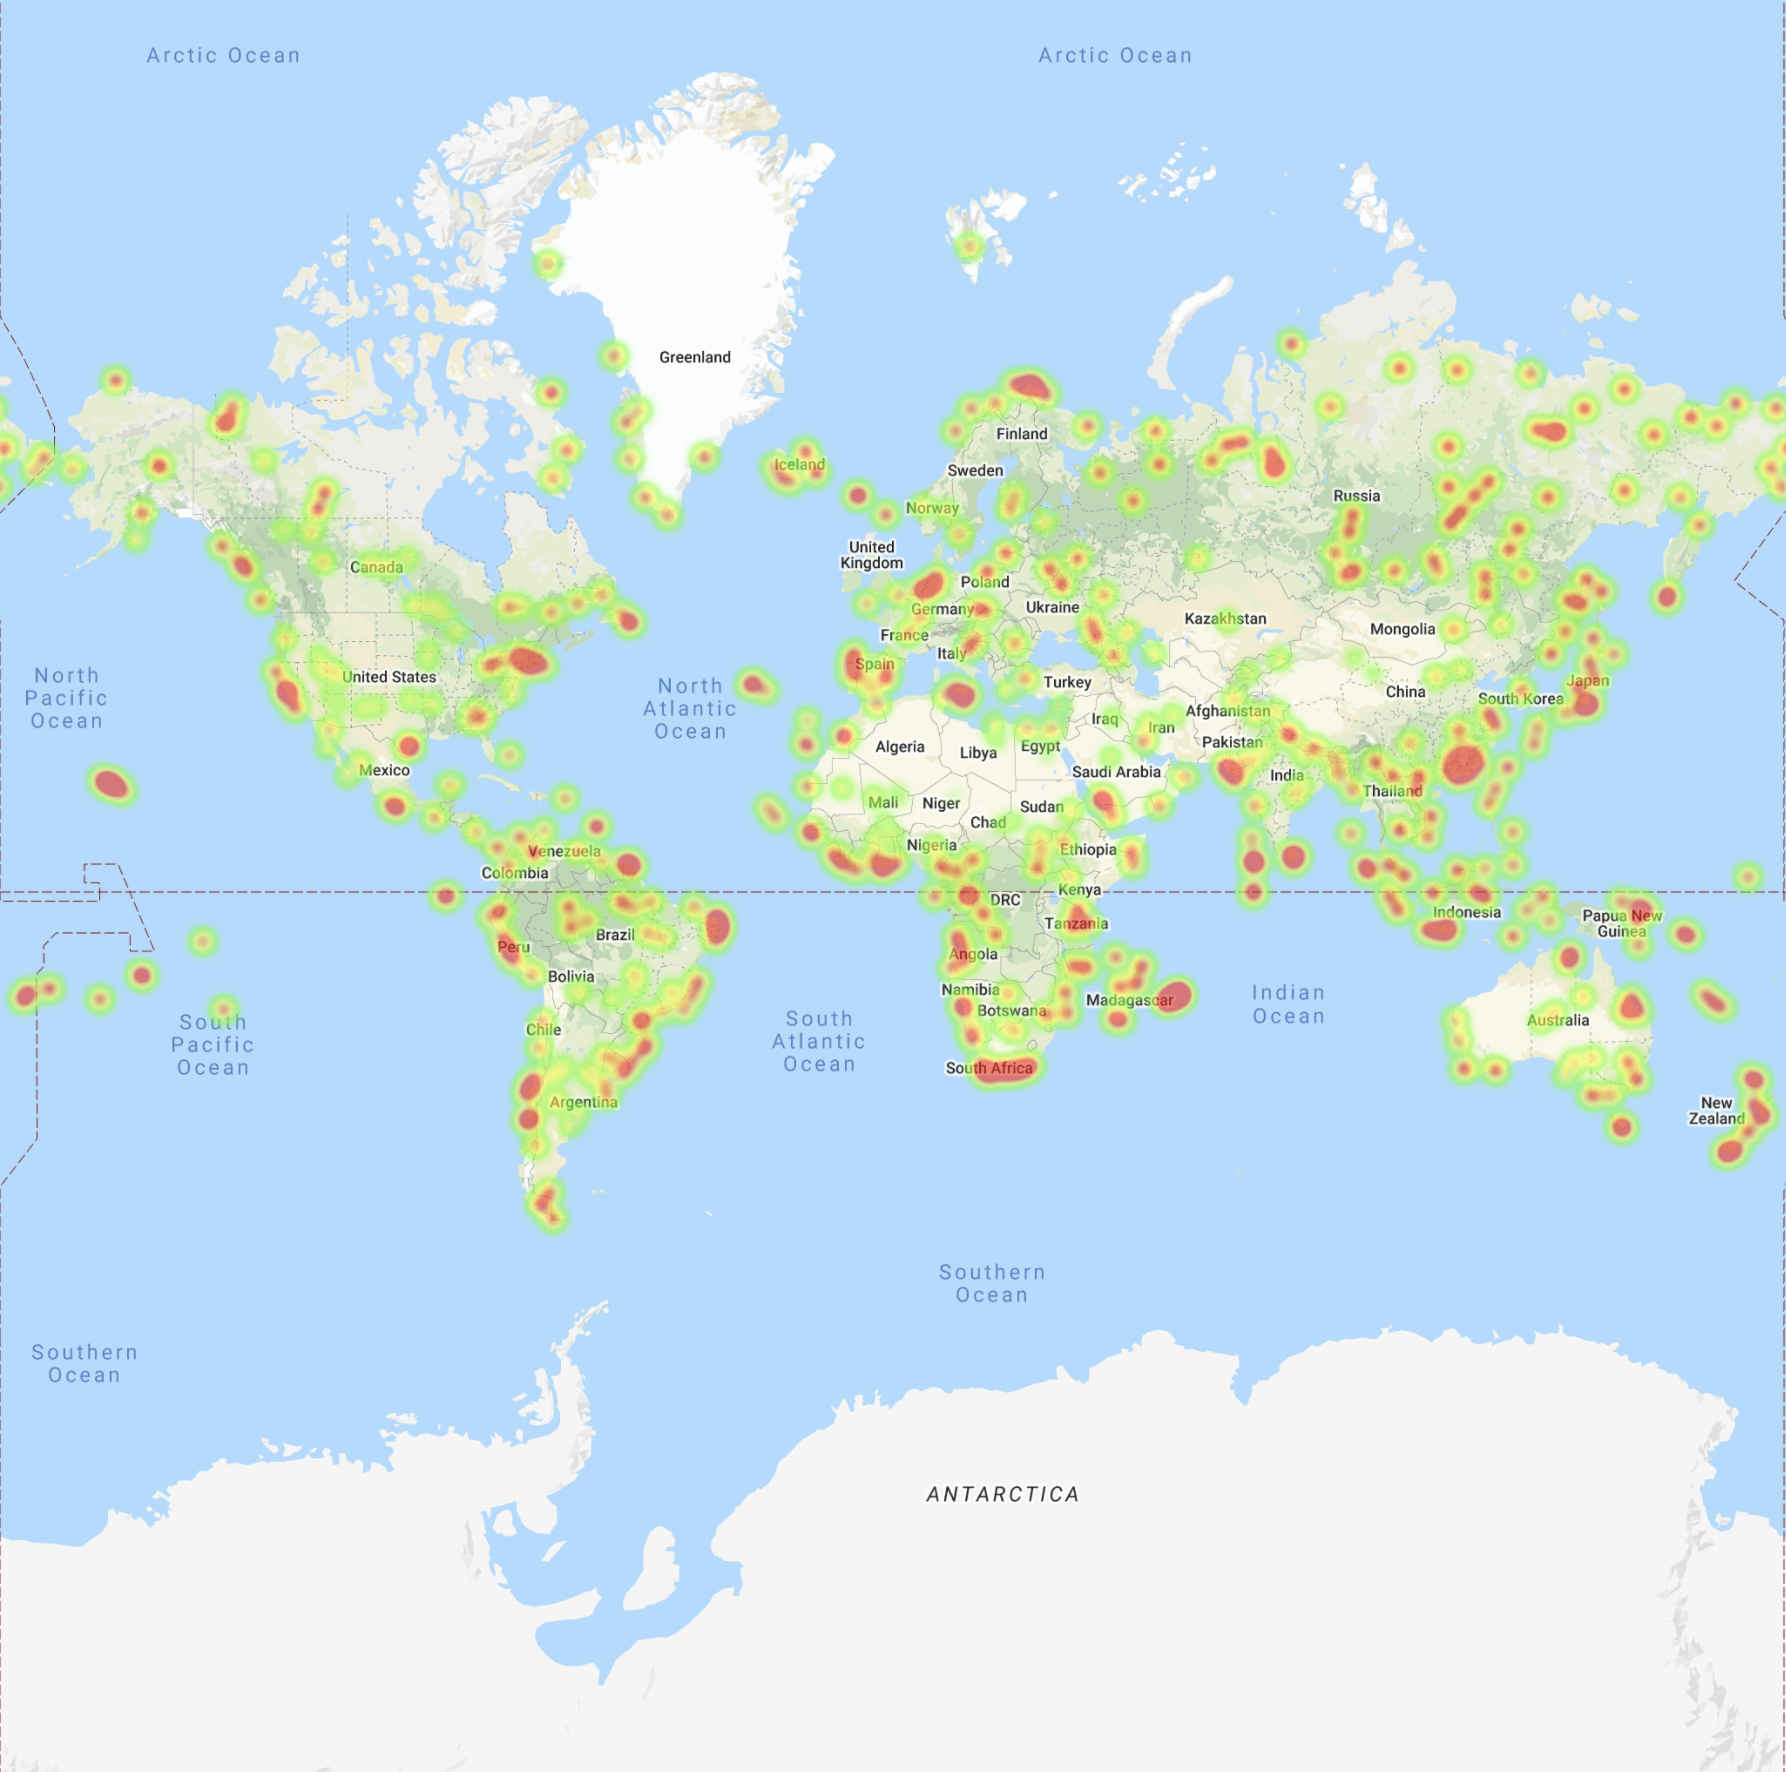 Arctic Ocean
Arctic Ocean
Greenland
Iceland
Finland
Sweden
Russia
Norway
United
Kingdom
Canada
Poland
Germany
Ukraine
Kazakhstan
Mongolia
France
Italy
Spain
United States
North
Pacific
Ocean
North
Atlantic
Ocean
Turkey
China
Japan
South Korea
Afghanistan
Iraq
Iran
Algeria
Libya
Egypt
Pakistan
Mexico
Saudi Arabia
India
Thailand
Mali
Niger
Sudan
Chad
Nigeria
Ethiopia
Venezuela
Colombia
Kenya
DRC
Indonesia
Papua New
Guinea
Tanzania
Brazil
Peru
Angola
Bolivia
Namibia
Botswana
Madagascar
Indian
Ocean
Australia
Chile
South
Pacific
Ocean
South
Atlantic
Ocean
South Africa
Argentina
New
Zealand
Southern
Ocean
Southern
Ocean
ANTARCTICA